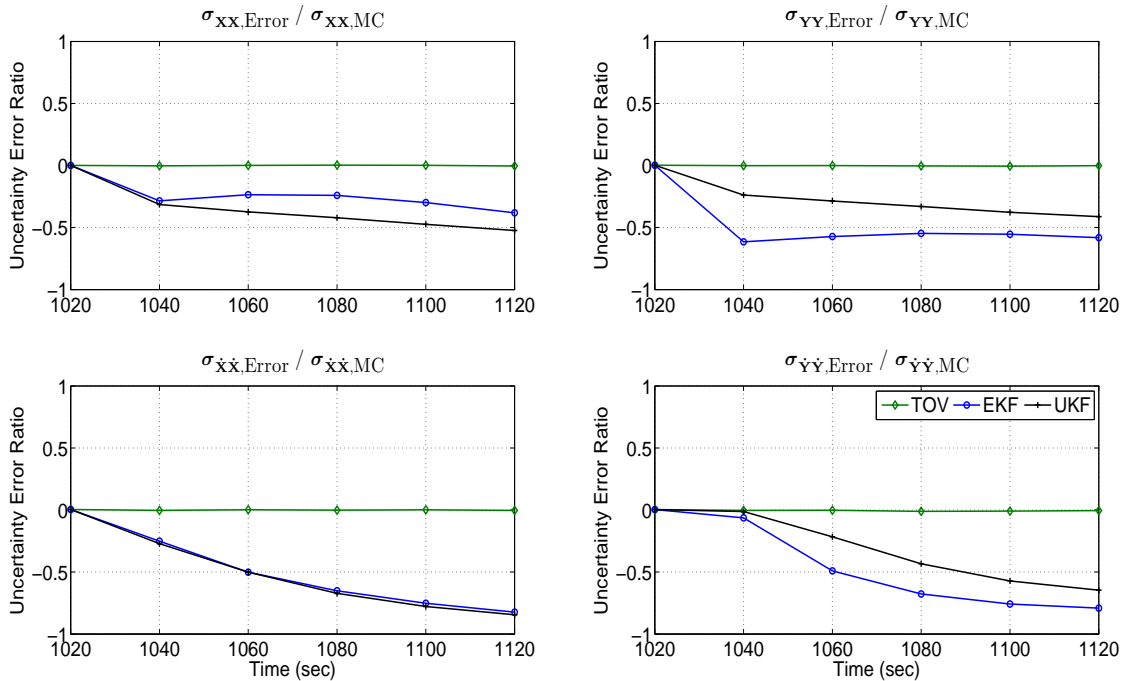 σẊX,Error / σXX,MC
σYY,Error / σYY,MC
Uncertainty Error Ratio
1
0.5
0
−0.5
−1
1020 1040 1060 1080 1100 1120
Uncertainty Error Ratio
1
0.5
0
−0.5
−1
1020 1040 1060 1080 1100 1120
σẊẊ,Error / σẊẊ,MC
σẎẎ,Error / σẎẎ,MC
Uncertainty Error Ratio
1
0.5
0
−0.5
−1
1020 1040 1060 1080 1100 1120
Time (sec)
Uncertainty Error Ratio
1
0.5
0
−0.5
−1
TOV EKF UKF
1020 1040 1060 1080 1100 1120
Time (sec)